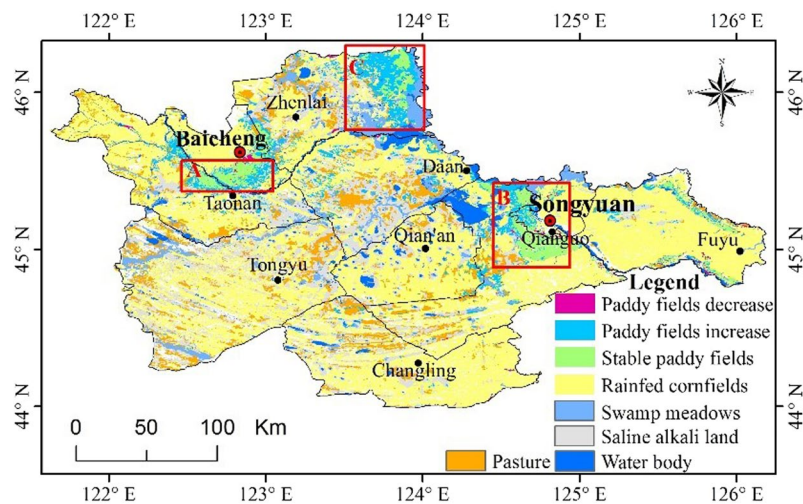 122° E 123° E 124° E 125° E 126° E
46° N
45° N
44° N
46° N
45° N
44° N
N
W E
S
C
Zhenlai
Baicheng
A
Taonan
Daan
B
Songyuan
Qianguo
Qian'an
Fuyu
Tongyu
Changling
Legend
Paddy fields decrease
Paddy fields increase
Stable paddy fields
Rainfed cornfields
Swamp meadows
Saline alkali land
Pasture
Water body
0 50 100 Km
122° E 123° E 124° E 125° E 126° E